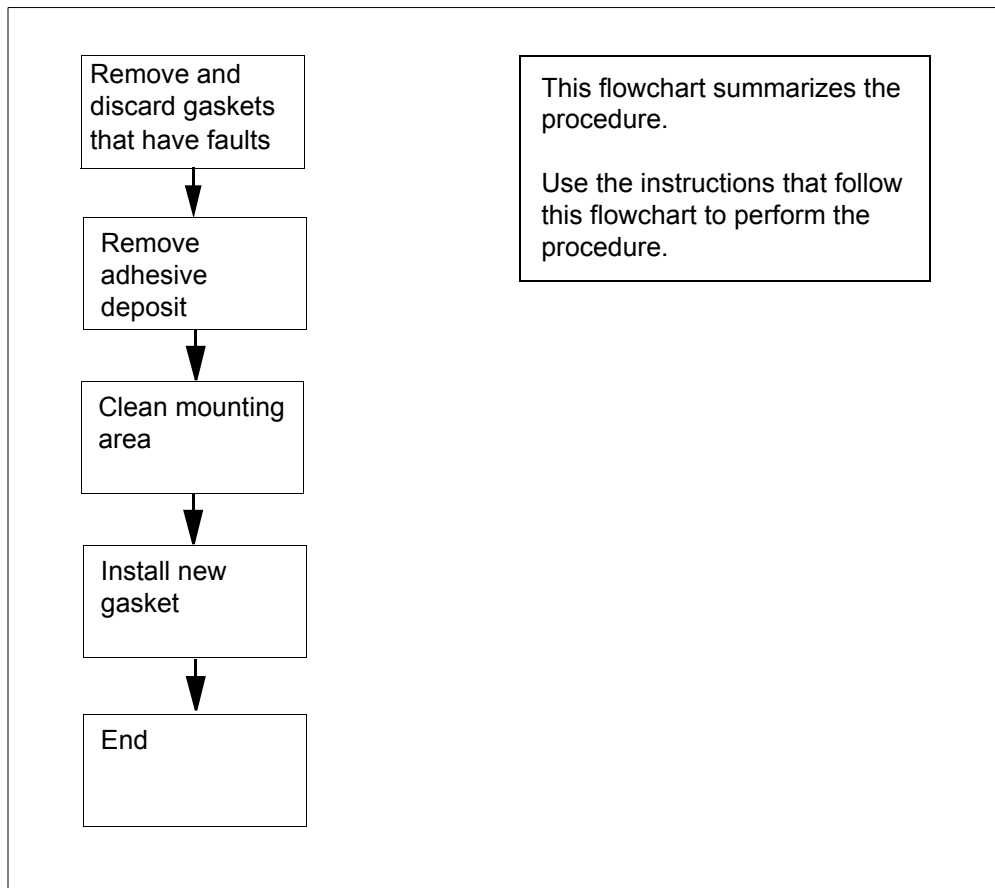 Remove and
discard gaskets
that have faults
Remove
adhesive
deposit
Clean mounting
area
Install new
gasket
End
This flowchart summarizes the
procedure.
Use the instructions that follow
this flowchart to perform the
procedure.